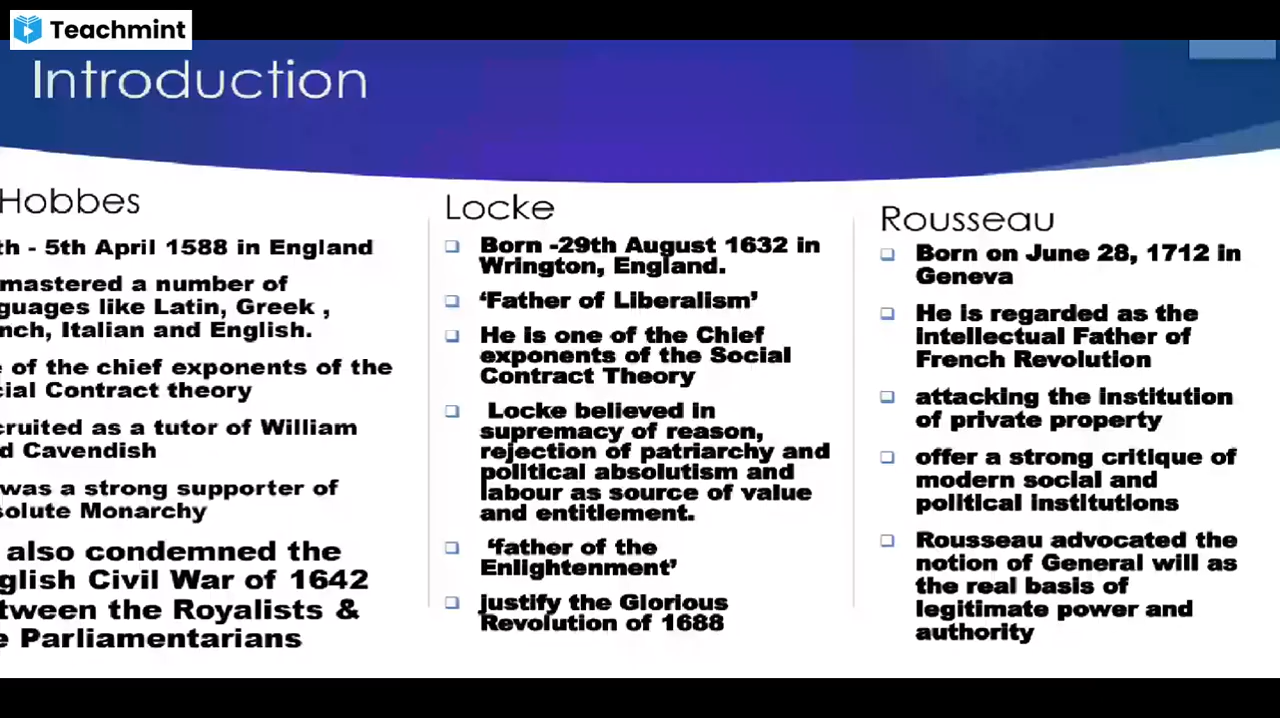 Teachmint
Introduction
Hobbes
th - 5th April 1588 in England
mastered a number of
guages like Latin, Greek ,
nch, Italian and English.
e of the chief exponents of the
cial Contract theory
cruited as a tutor of William
d Cavendish
was a strong supporter of
solute Monarchy
also condemned the
glish Civil War of 1642
tween the Royalists &
e Parliamentarians
Locke
Born -29th August 1632 in
Wrington, England.
‘Father of Liberalism’
He is one of the Chief
exponents of the Social
Contract Theory
Locke believed in
supremacy of reason,
rejection of patriarchy and
political absolutism and
labour as source of value
and entitlement.
‘father of the
Enlightenment’
justify the Glorious
Revolution of 1688
Rousseau
Born on June 28, 1712 in
Geneva
He is regarded as the
intellectual Father of
French Revolution
attacking the institution
of private property
offer a strong critique of
modern social and
political institutions
Rousseau advocated the
notion of General will as
the real basis of
legitimate power and
authority